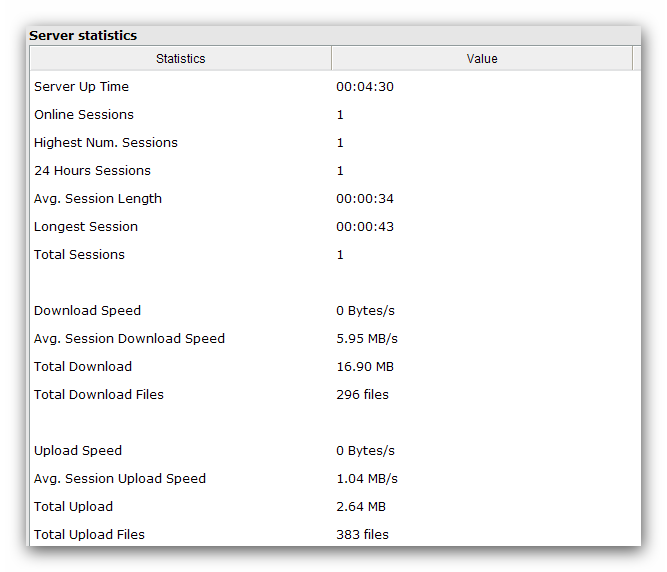 Server statistics
Statistics Value
Server Up Time 00:04:30
Online Sessions 1
Highest Num. Sessions 1
24 Hours Sessions 1
Avg. Session Length 00:00:34
Longest Session 00:00:43
Total Sessions 1
Download Speed 0 Bytes/s
Avg. Session Download Speed 5.95 MB/s
Total Download 16.90 MB
Total Download Files 296 files
Upload Speed 0 Bytes/s
Avg. Session Upload Speed 1.04 MB/s
Total Upload 2.64 MB
Total Upload Files 383 files